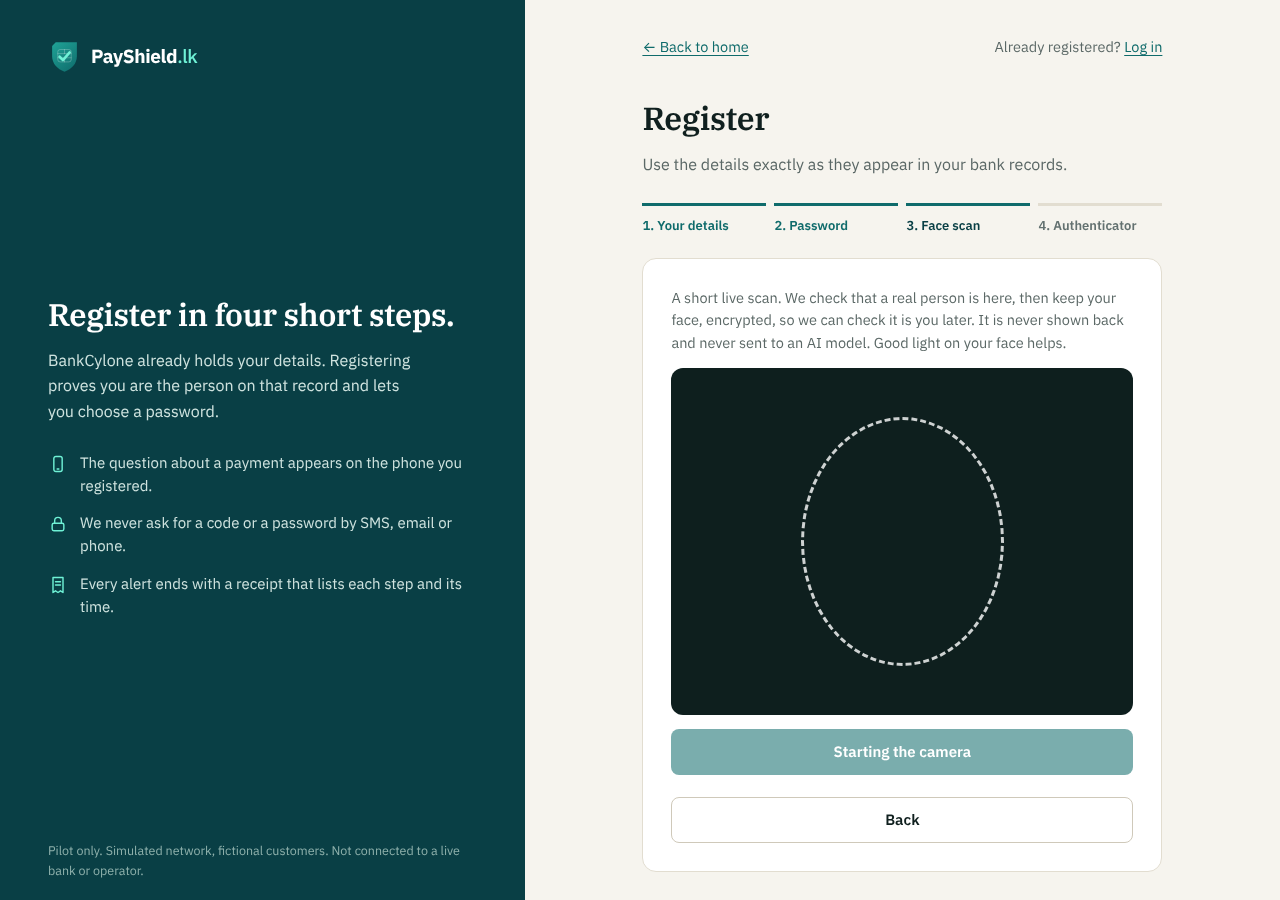 PayShield.lk
Register in four short steps.
BankCylone already holds your details. Registering
proves you are the person on that record and lets
you choose a password.
The question about a payment appears on the phone you
registered.
We never ask for a code or a password by SMS, email or
phone.
Every alert ends with a receipt that lists each step and its
time.
Pilot only. Simulated network, fictional customers. Not connected to a live
bank or operator.
← Back to home
Already registered? Log in
Register
Use the details exactly as they appear in your bank records.
1. Your details
2. Password
3. Face scan
4. Authenticator
A short live scan. We check that a real person is here, then keep your
face, encrypted, so we can check it is you later. It is never shown back
and never sent to an AI model. Good light on your face helps.
Starting the camera
Back